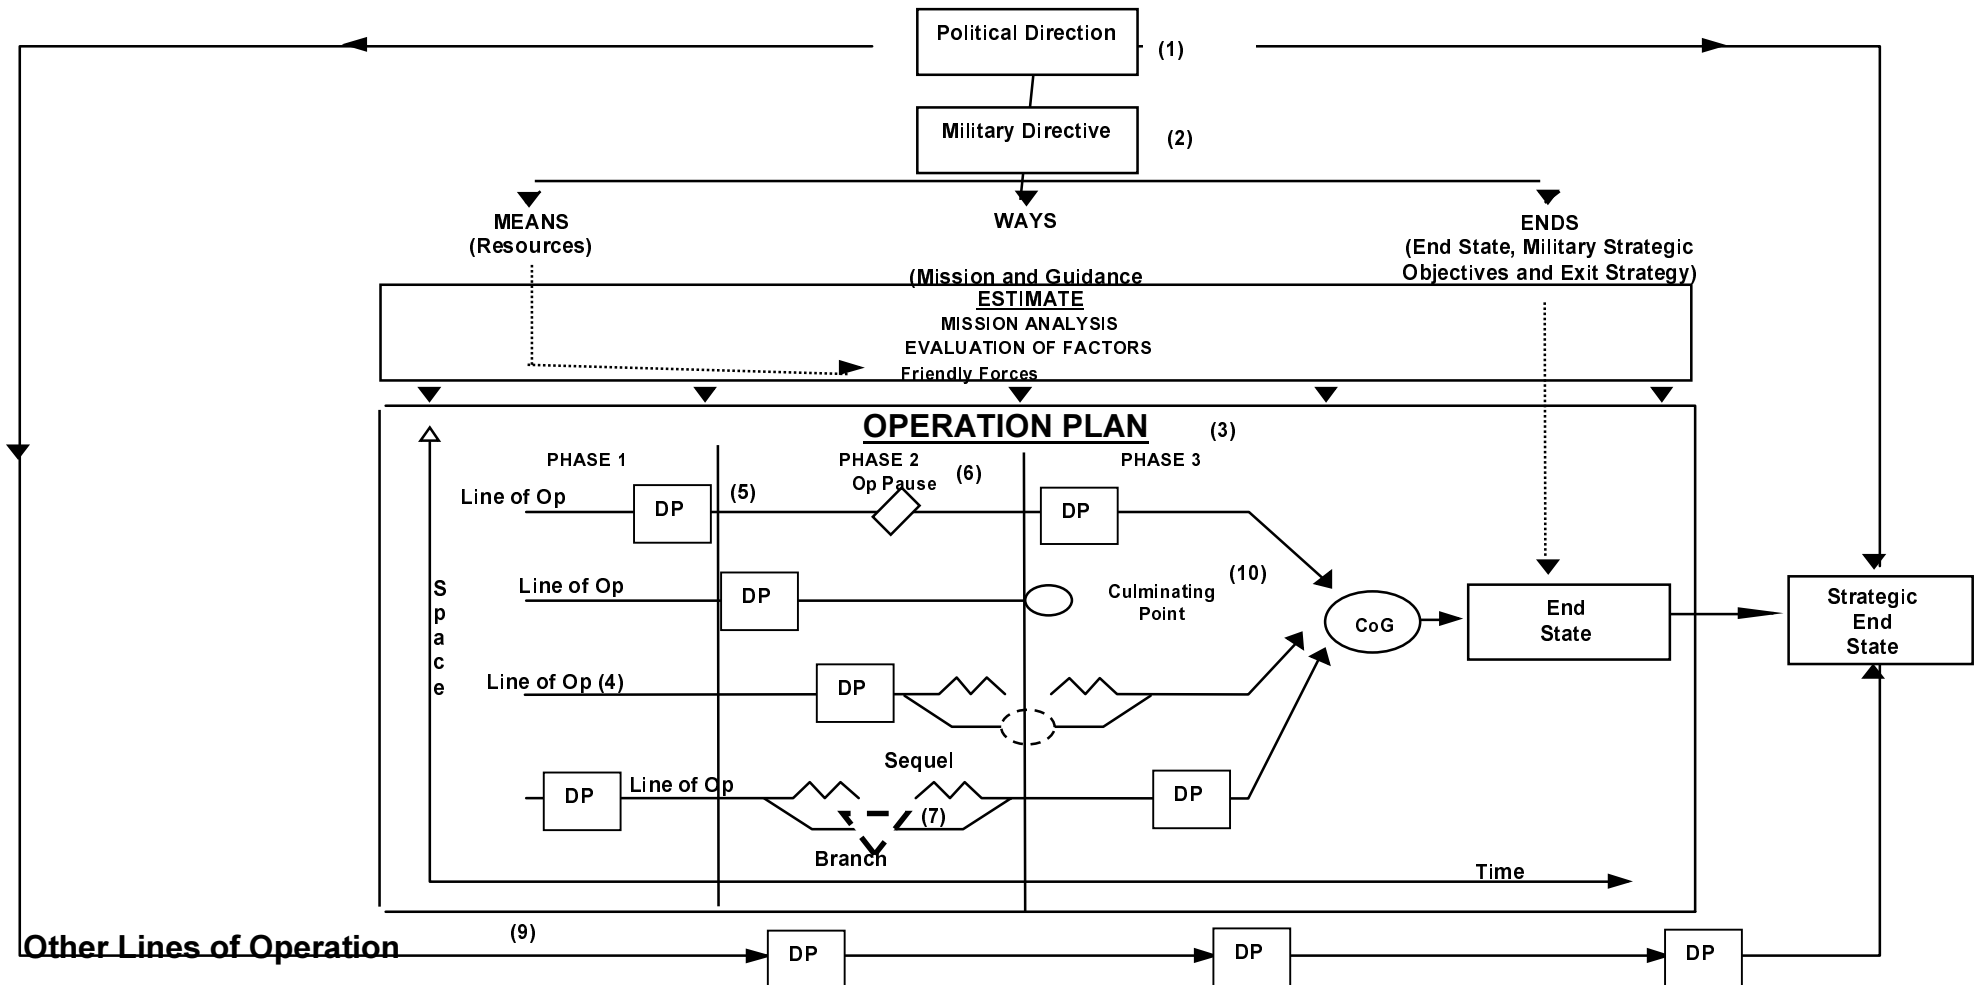 Political Direction
(1)
Military Directive
(2)
MEANS
(Resources)
WAYS
(Mission and Guidance
ENDS
(End State, Military Strategic
Objectives and Exit Strategy)
ESTIMATE
MISSION ANALYSIS
EVALUATION OF FACTORS
Friendly Forces
OPERATION PLAN
(3)
PHASE 1
PHASE 2
PHASE 3
Op Pause
(6)
Line of Op
DP
(5)
DP
Space
Line of Op
DP
Culminating
Point
(10)
CoG
End
State
Strategic
End
State
Line of Op (4)
DP
Sequel
DP
Line of Op
(7)
DP
Branch
Time
Other Lines of Operation
(9)
DP
DP
DP